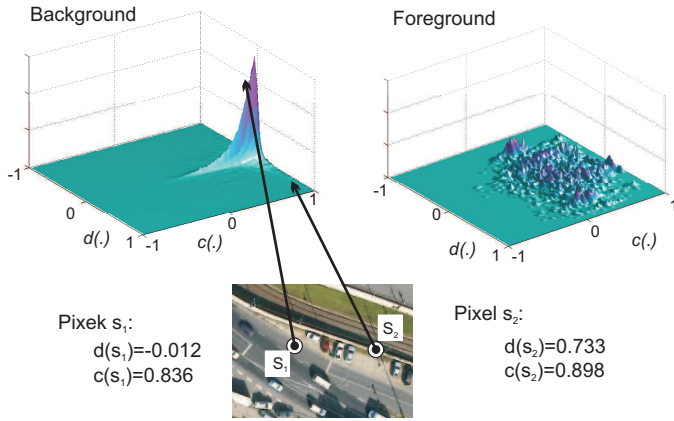 Background
Foreground
-1
0
1
d(.)
-1
0
1
c(.)
-1
0
1
d(.)
-1
0
1
c(.)
Pixek s₁:
d(s₁)=-0.012
c(s₁)=0.836
S₁
S₂
Pixel s₂:
d(s₂)=0.733
c(s₂)=0.898